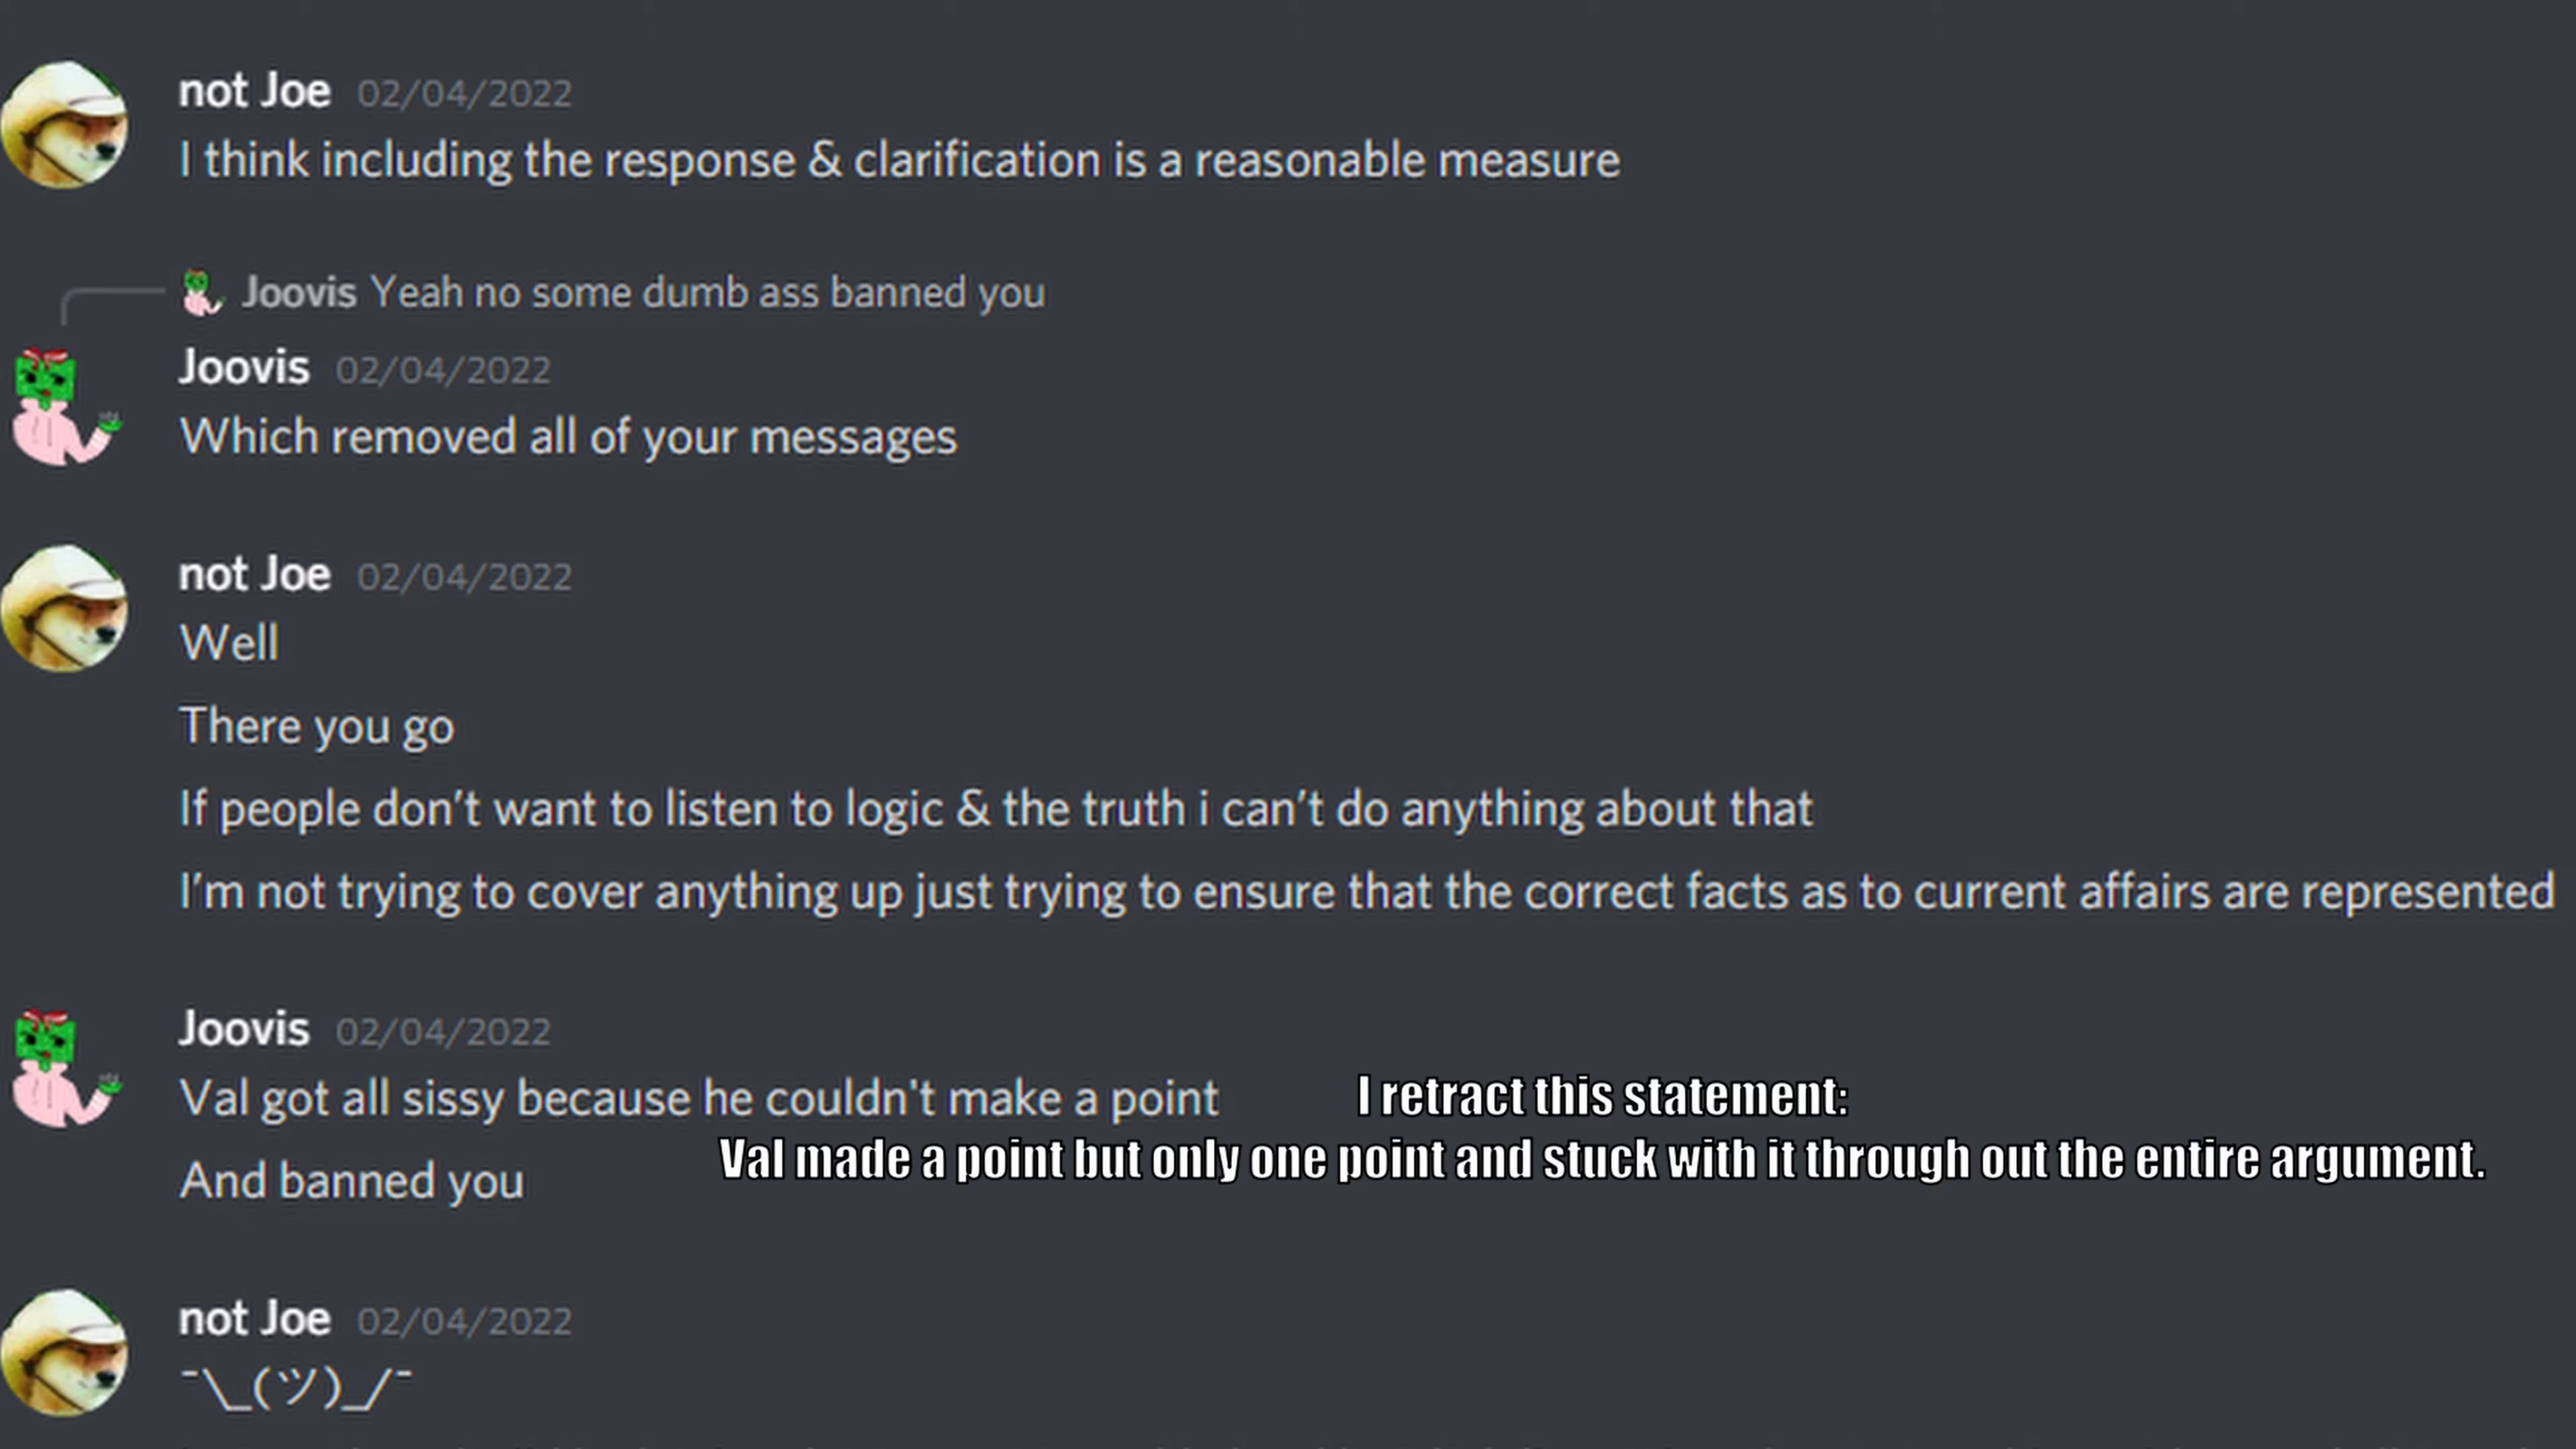 not Joe 02/04/2022
I think including the response & clarification is a reasonable measure
Joovis Yeah no some dumb ass banned you
Joovis 02/04/2022
Which removed all of your messages
not Joe 02/04/2022
Well
There you go
If people don’t want to listen to logic & the truth i can’t do anything about that
I’m not trying to cover anything up just trying to ensure that the correct facts as to current affairs are represented
Joovis 02/04/2022
Val got all sissy because he couldn't make a point
I retract this statement:
Val made a point but only one point and stuck with it through out the entire argument.
And banned you
not Joe 02/04/2022
¯\_(ツ)_/¯